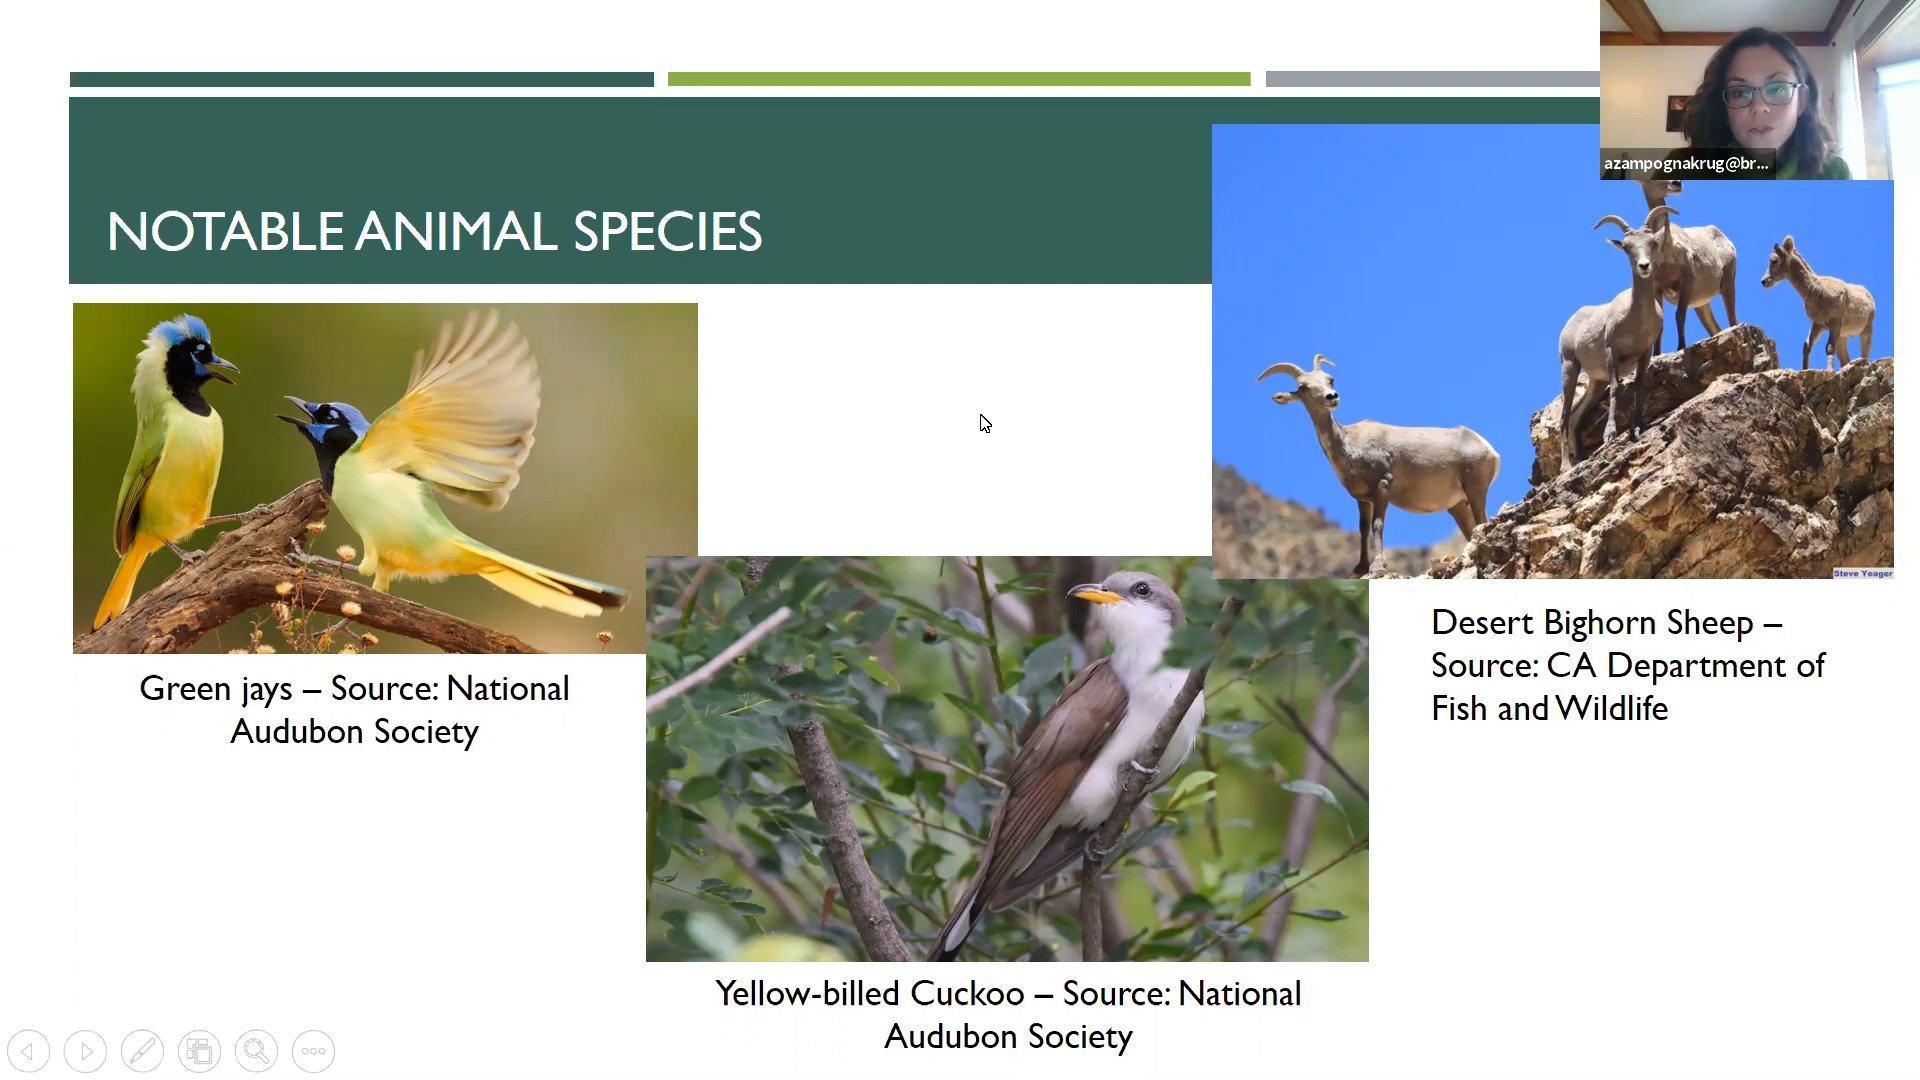 azampognakrug@br...
NOTABLE ANIMAL SPECIES
Steve Yeager
Green jays – Source: National
Audubon Society
Desert Bighorn Sheep –
Source: CA Department of
Fish and Wildlife
Yellow-billed Cuckoo – Source: National
Audubon Society